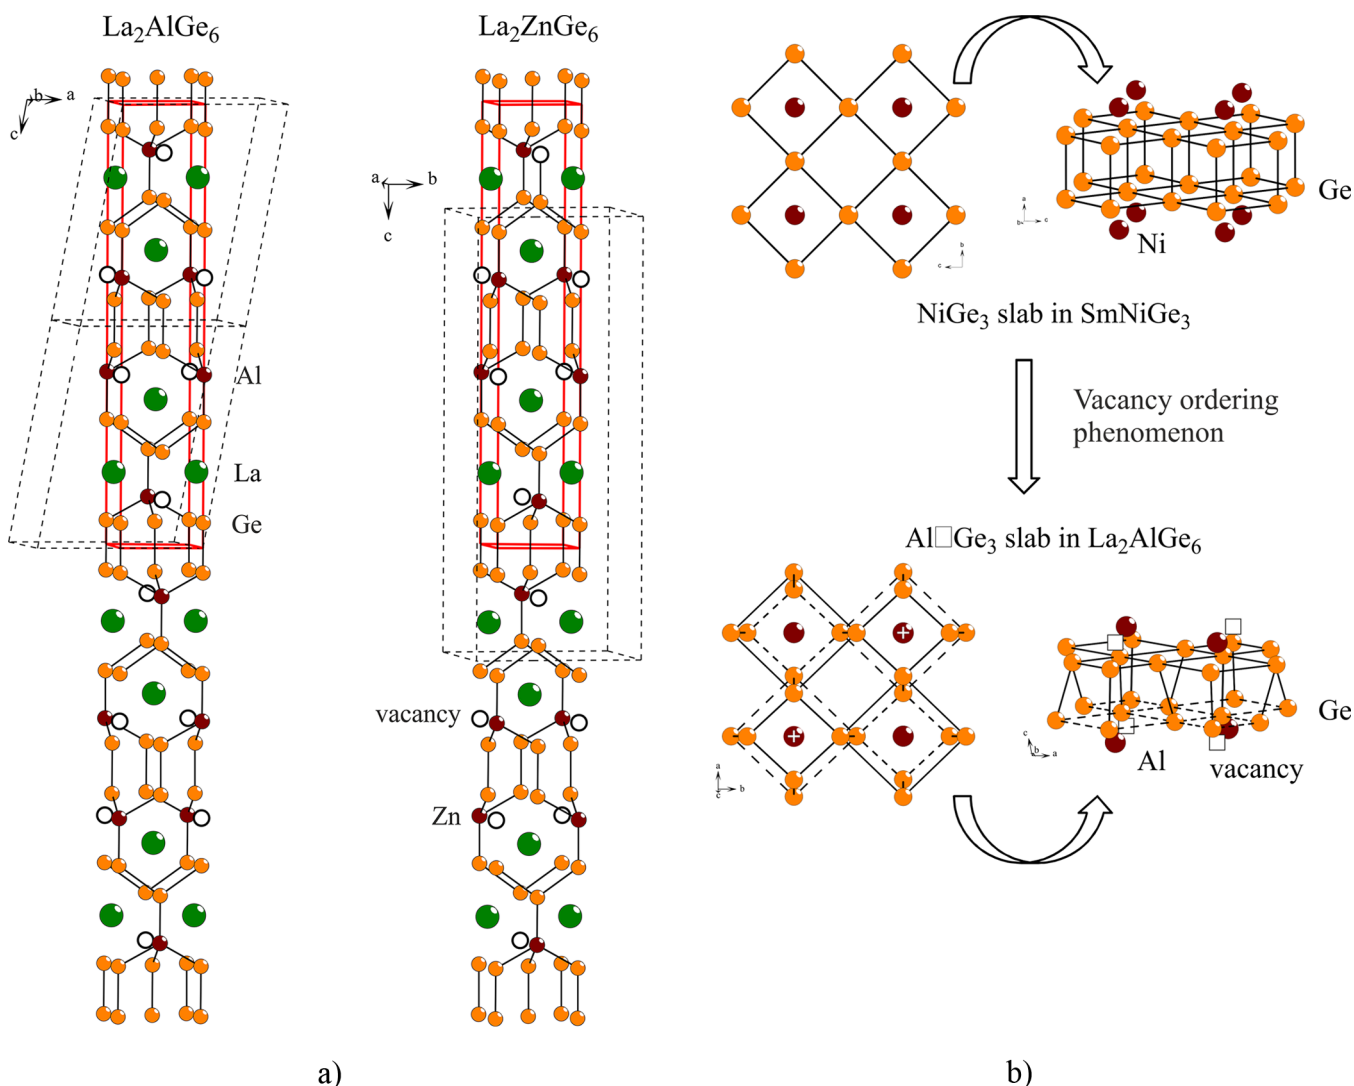 La2AlGe6
b
a
c
Al
La
Ge
La2ZnGe6
a
b
c
vacancy
Zn
a)
Ge
Ni
a
b
c
b
c
NiGe3 slab in SmNiGe3
Vacancy ordering
phenomenon
Al□Ge3 slab in La2AlGe6
Ge
Al
vacancy
c
b
a
a
b
c
b)